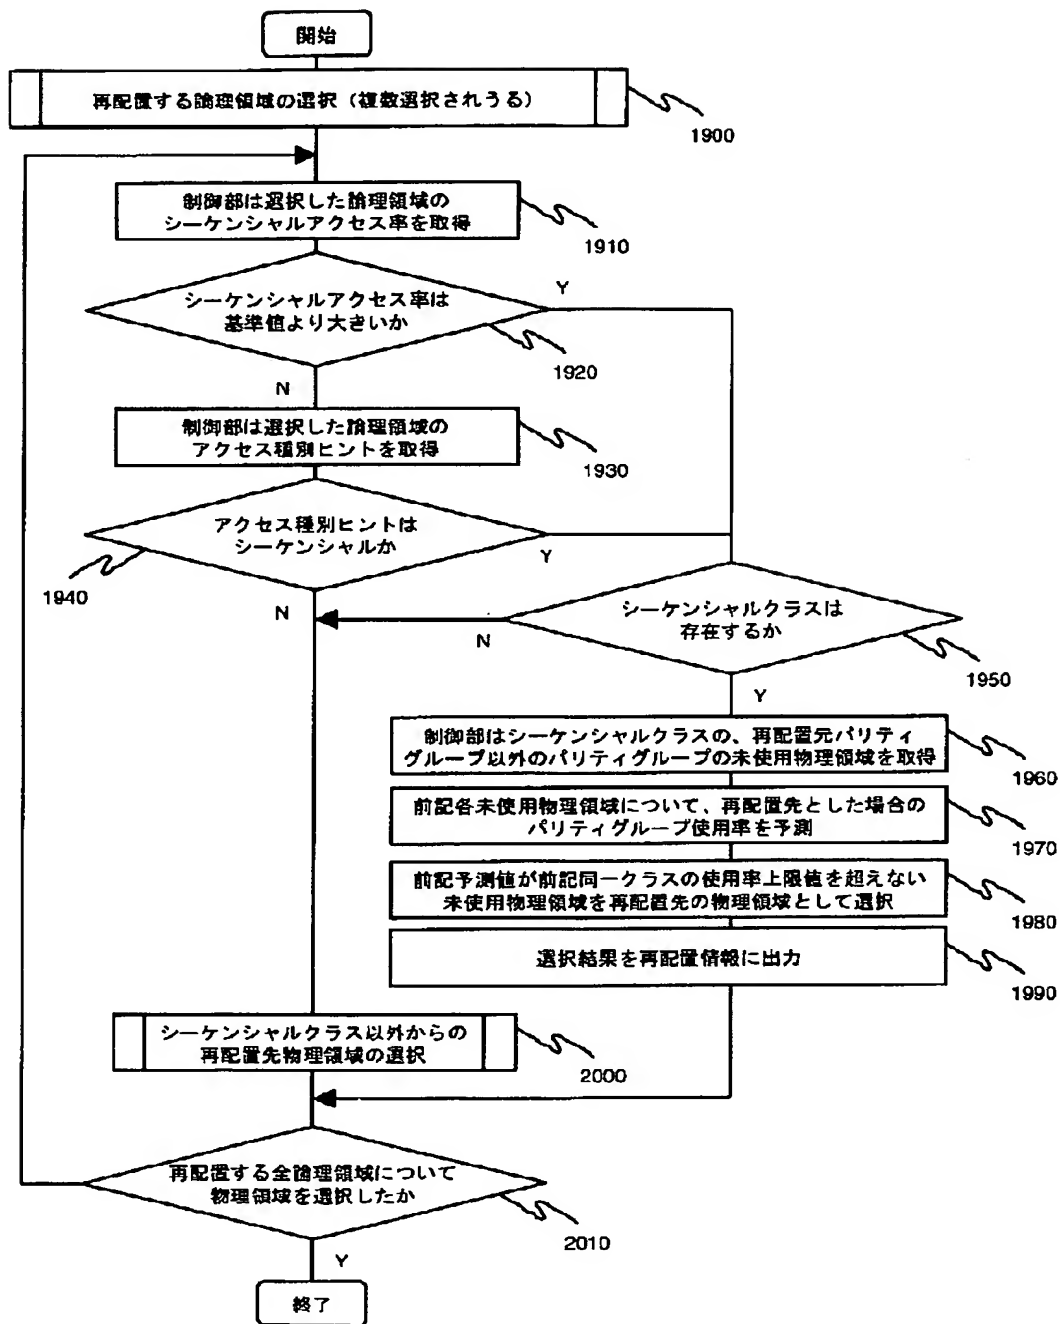 開始
再配置する論理領域の選択（複数選択されうる）
1900
制御部は選択した論理領域の
シーケンシャルアクセス率を取得
1910
シーケンシャルアクセス率は
基準値より大きいか
Y
1920
N
制御部は選択した論理領域の
アクセス種別ヒントを取得
1930
アクセス種別ヒントは
シーケンシャルか
Y
1940
N
シーケンシャルクラスは
存在するか
N
1950
Y
制御部はシーケンシャルクラスの、再配置元パリティ
グループ以外のパリティグループの未使用物理領域を取得
1960
前記各未使用物理領域について、再配置先とした場合の
パリティグループ使用率を予測
1970
前記予測値が前記同一クラスの使用率上限値を超えない
未使用物理領域を再配置先の物理領域として選択
1980
選択結果を再配置情報に出力
1990
シーケンシャルクラス以外からの
再配置先物理領域の選択
2000
再配置する全論理領域について
物理領域を選択したか
2010
Y
終了